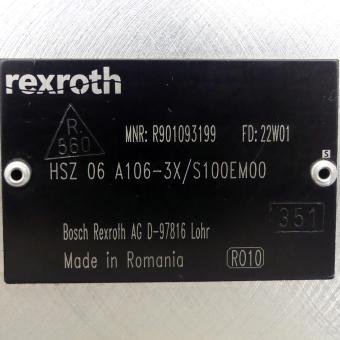 rexroth
R.
560
MNR: R901093199 FD: 22W01
HSZ 06 A106-3X/S100EM00
S
351
Bosch Rexroth AG D-97816 Lohr
Made in Romania R010